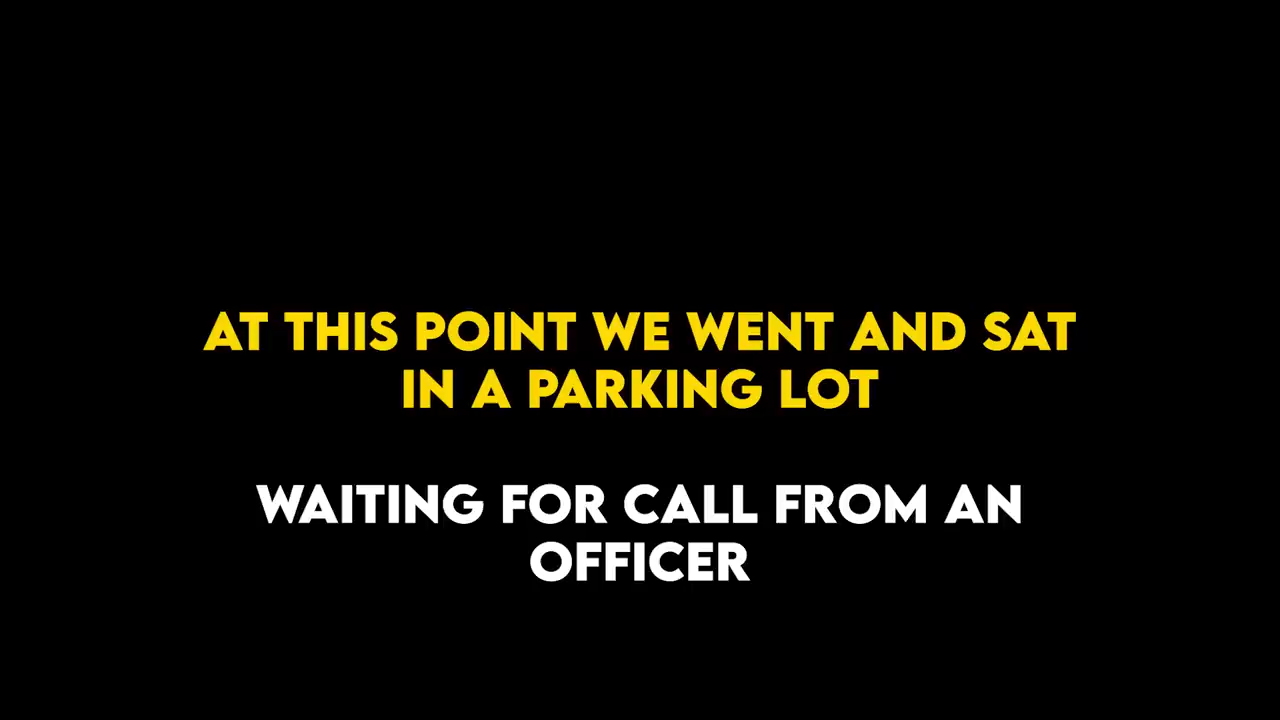 AT THIS POINT WE WENT AND SAT
IN A PARKING LOT
WAITING FOR CALL FROM AN
OFFICER